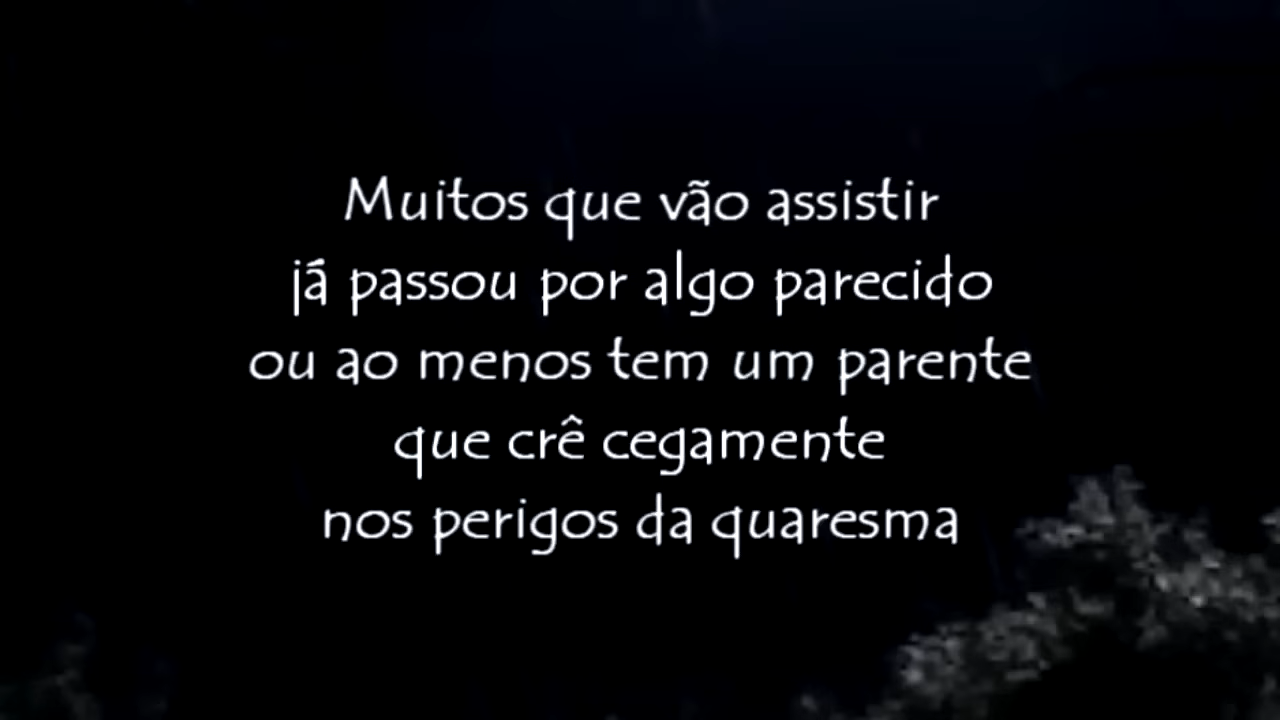 Muitos que vão assistir
já passou por algo parecido
ou ao menos tem um parente
que crê cegamente
nos perigos da quaresma